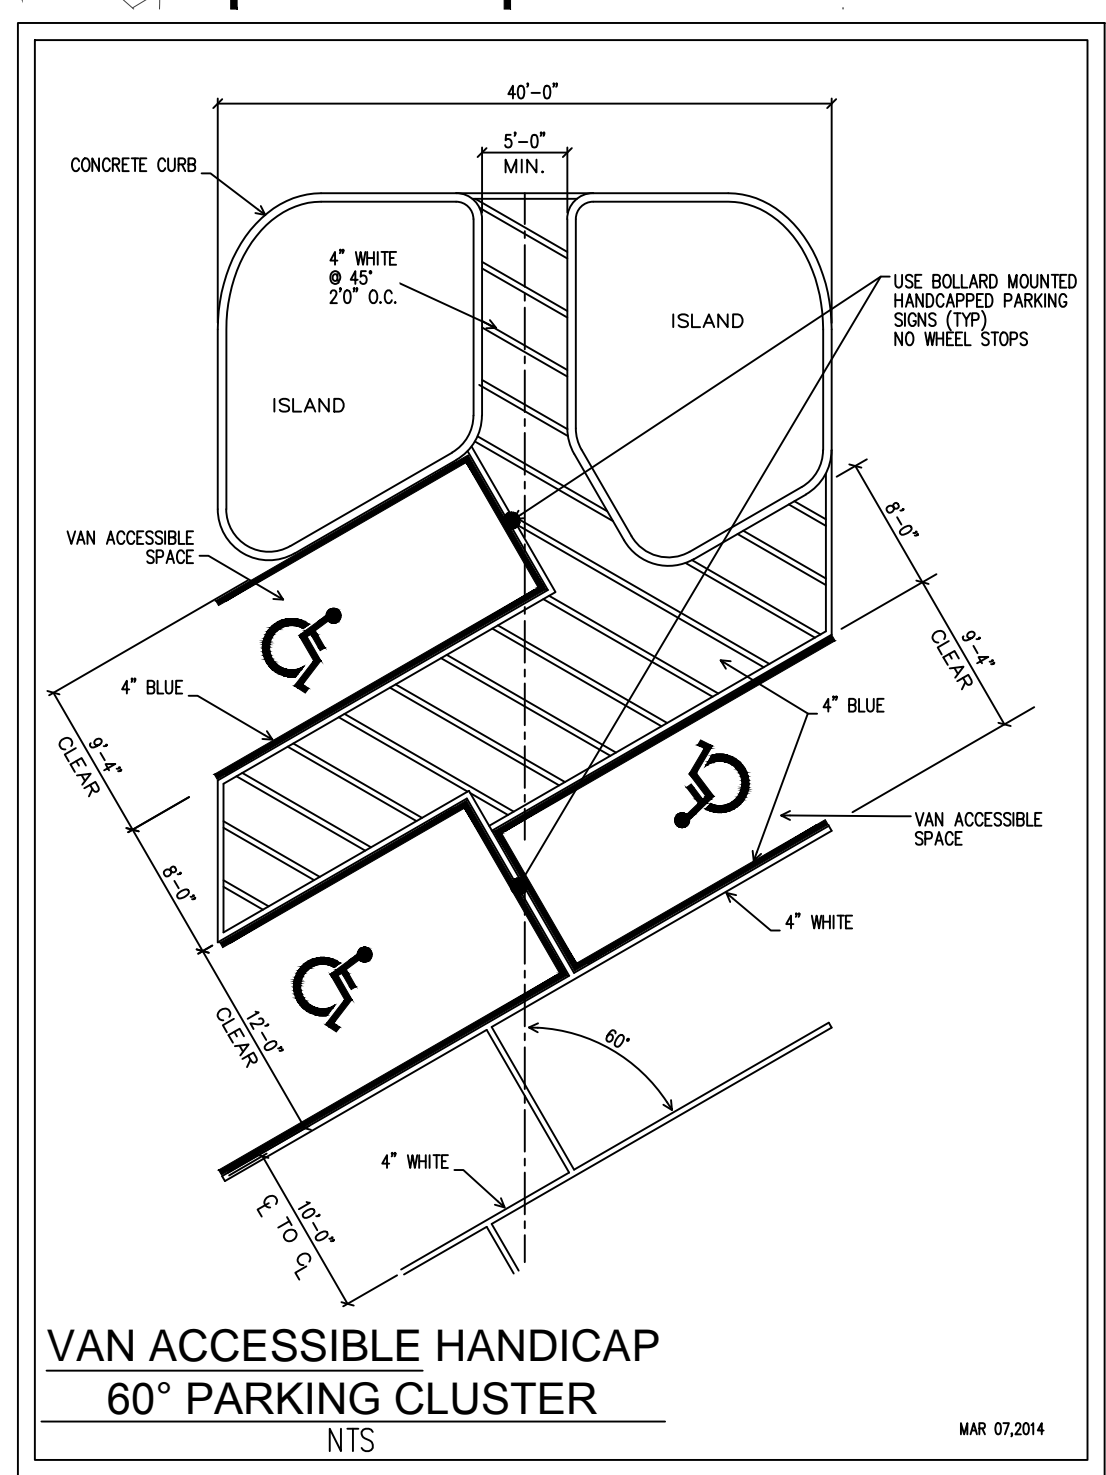 40'-0"
5'-0"
MIN.
CONCRETE CURB
4" WHITE
@ 45°
2'0" O.C.
ISLAND
ISLAND
USE BOLLARD MOUNTED
HANDCAPPED PARKING
SIGNS (TYP)
NO WHEEL STOPS
VAN ACCESSIBLE
SPACE
8'-0"
9'-4"
CLEAR
4" BLUE
4" BLUE
9'-4"
CLEAR
VAN ACCESSIBLE
SPACE
8'-0"
4" WHITE
12'-0"
CLEAR
60°
4" WHITE
10'-0"
℄ TO ℄
VAN ACCESSIBLE HANDICAP
60° PARKING CLUSTER
NTS
MAR 07,2014